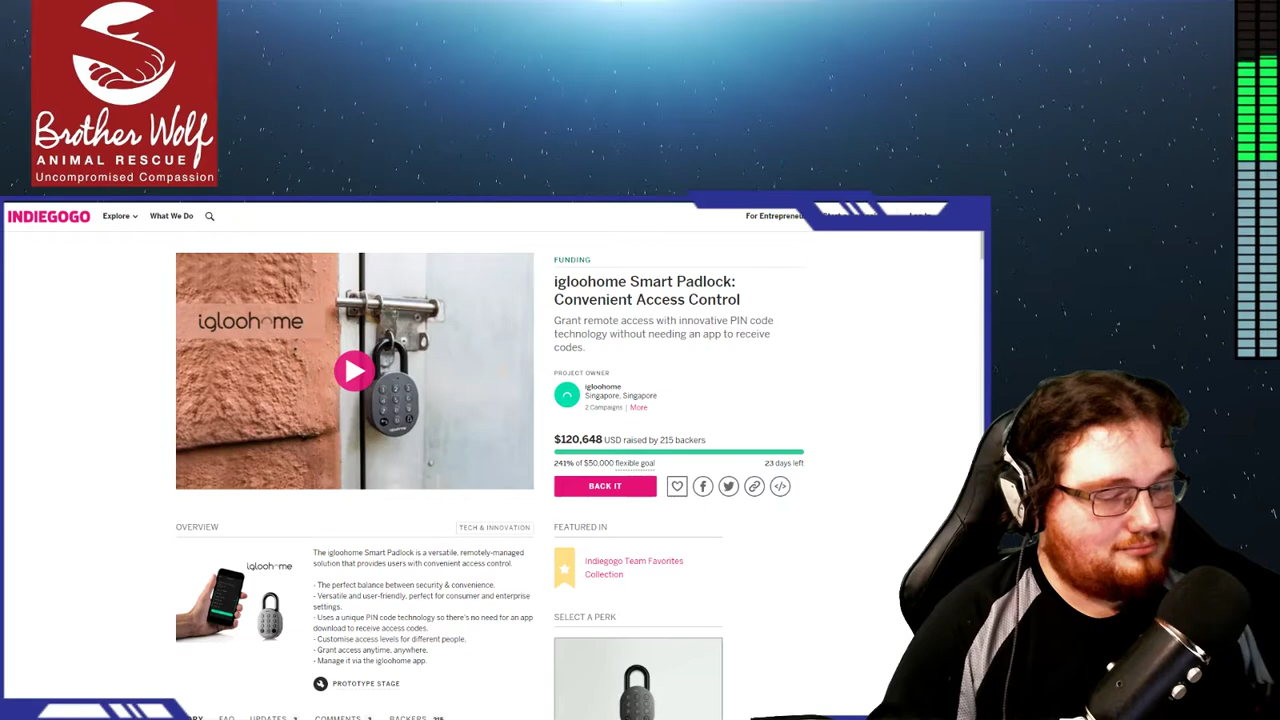 Brother Wolf
ANIMAL RESCUE
Uncompromised Compassion
INDIEGOGO
Explore
What We Do
For Entrepreneu
igloohome
FUNDING
igloohome Smart Padlock:
Convenient Access Control
Grant remote access with innovative PIN code
technology without needing an app to receive
codes.
PROJECT OWNER
igloohome
Singapore, Singapore
2 Campaigns | More
$120,648 USD raised by 215 backers
241% of $50,000 flexible goal
23 days left
BACK IT
OVERVIEW
TECH & INNOVATION
igloohome
The igloohome Smart Padlock is a versatile, remotely-managed
solution that provides users with convenient access control.
- The perfect balance between security & convenience.
- Versatile and user-friendly, perfect for consumer and enterprise
settings.
- Uses a unique PIN code technology so there's no need for an app
download to receive access codes.
- Customise access levels for different people.
- Grant access anytime, anywhere.
- Manage it via the igloohome app.
PROTOTYPE STAGE
FEATURED IN
Indiegogo Team Favorites
Collection
SELECT A PERK
FAQ
UPDATES
COMMENTS
BACKERS